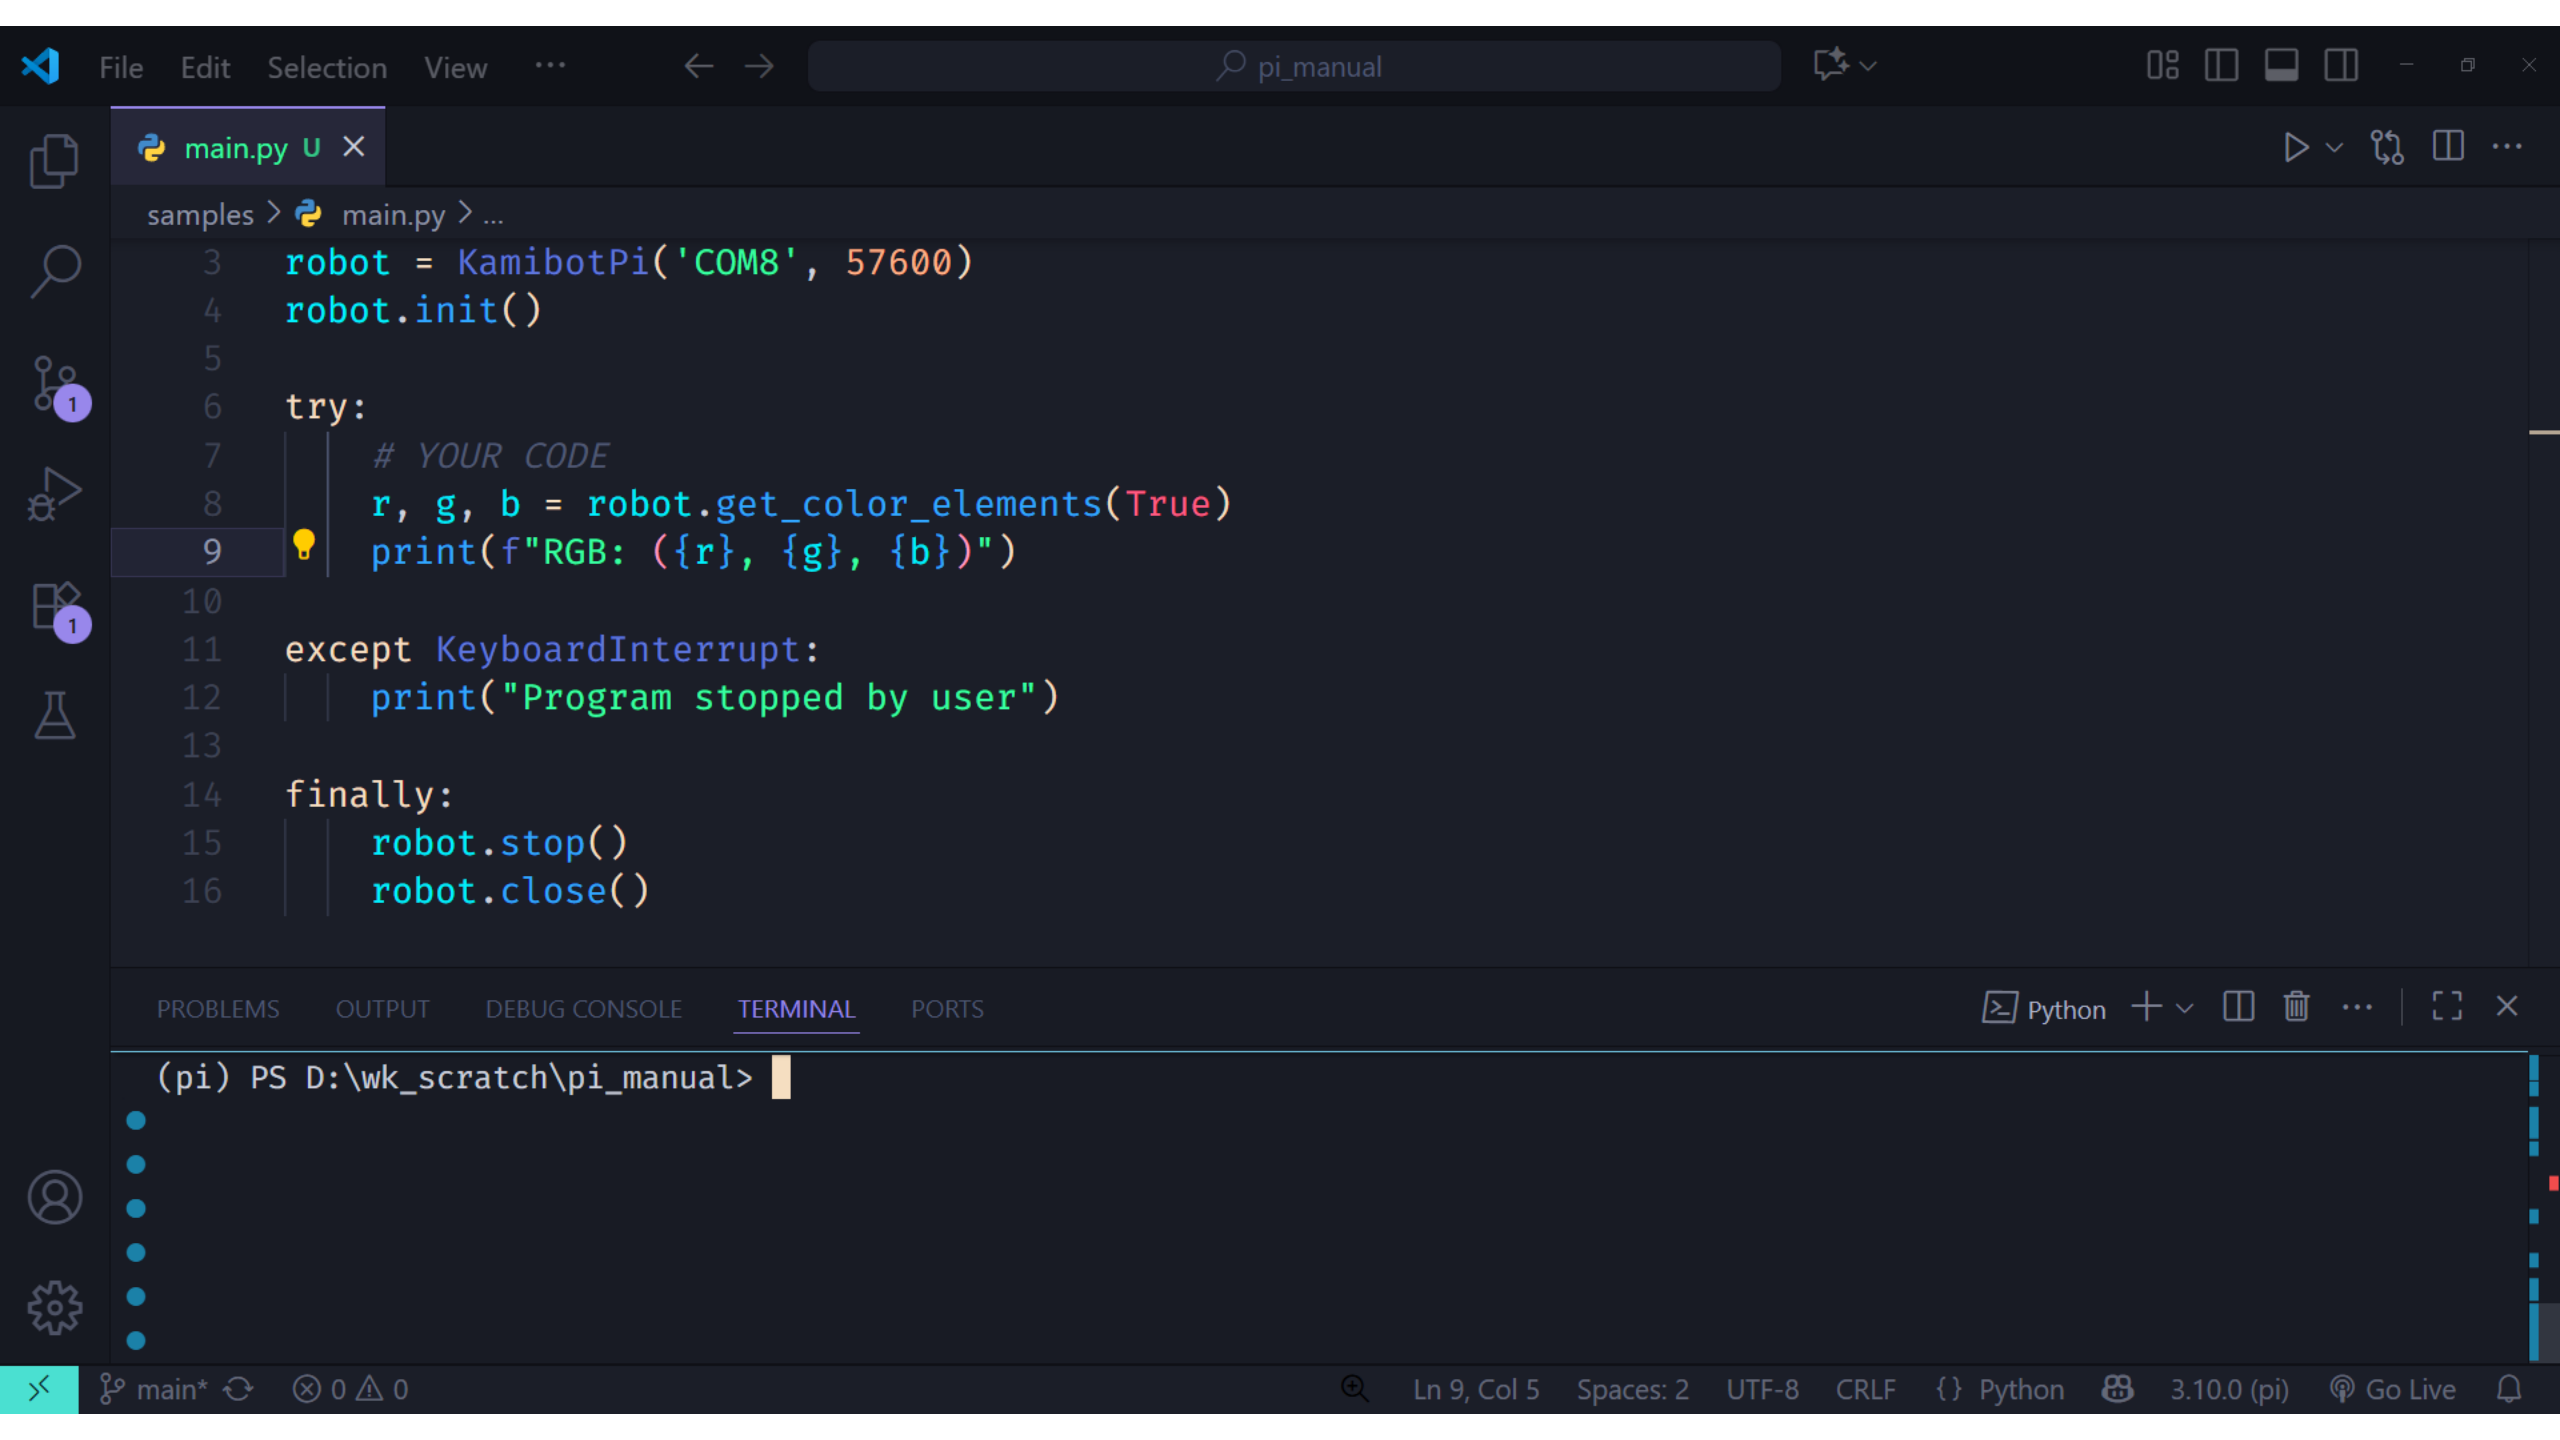 File Edit Selection View ··· pi_manual
main.py U
samples > main.py > ...
3 robot = KamibotPi('COM8', 57600)
4 robot.init()
5
6 try:
7 # YOUR CODE
8 r, g, b = robot.get_color_elements(True)
9 print(f"RGB: ({r}, {g}, {b})")
10
11 except KeyboardInterrupt:
12 print("Program stopped by user")
13
14 finally:
15 robot.stop()
16 robot.close()
1
1
PROBLEMS OUTPUT DEBUG CONSOLE TERMINAL PORTS Python
(pi) PS D:\wk_scratch\pi_manual>
main* 0 0 Ln 9, Col 5 Spaces: 2 UTF-8 CRLF {} Python 3.10.0 (pi) Go Live